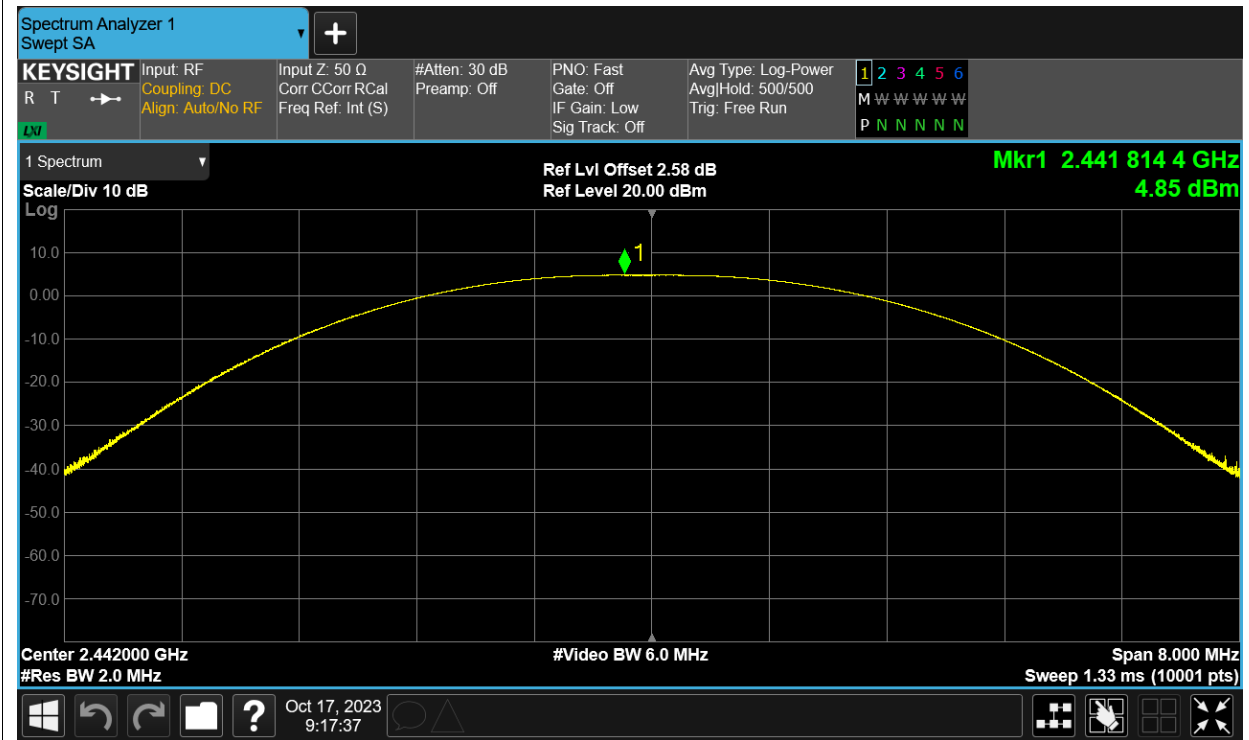 Spectrum Analyzer 1
Swept SA
KEYSIGHT
R T
LXI
Input: RF
Coupling: DC
Align: Auto/No RF
Input Z: 50 Ω
Corr CCorr RCal
Freq Ref: Int (S)
#Atten: 30 dB
Preamp: Off
PNO: Fast
Gate: Off
IF Gain: Low
Sig Track: Off
Avg Type: Log-Power
Avg|Hold: 500/500
Trig: Free Run
1 2 3 4 5 6
M W W W W W
P N N N N N
1 Spectrum
Scale/Div 10 dB
Ref Lvl Offset 2.58 dB
Ref Level 20.00 dBm
Mkr1 2.441 814 4 GHz
4.85 dBm
Log
10.0
0.00
-10.0
-20.0
-30.0
-40.0
-50.0
-60.0
-70.0
1
Center 2.442000 GHz
#Res BW 2.0 MHz
#Video BW 6.0 MHz
Span 8.000 MHz
Sweep 1.33 ms (10001 pts)
?
Oct 17, 2023
9:17:37